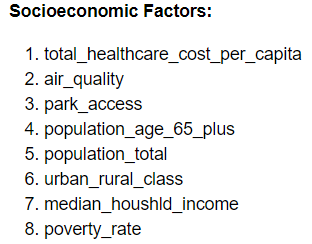 Socioeconomic Factors:
1. total_healthcare_cost_per_capita
2. air_quality
3. park_access
4. population_age_65_plus
5. population_total
6. urban_rural_class
7. median_houshld_income
8. poverty_rate